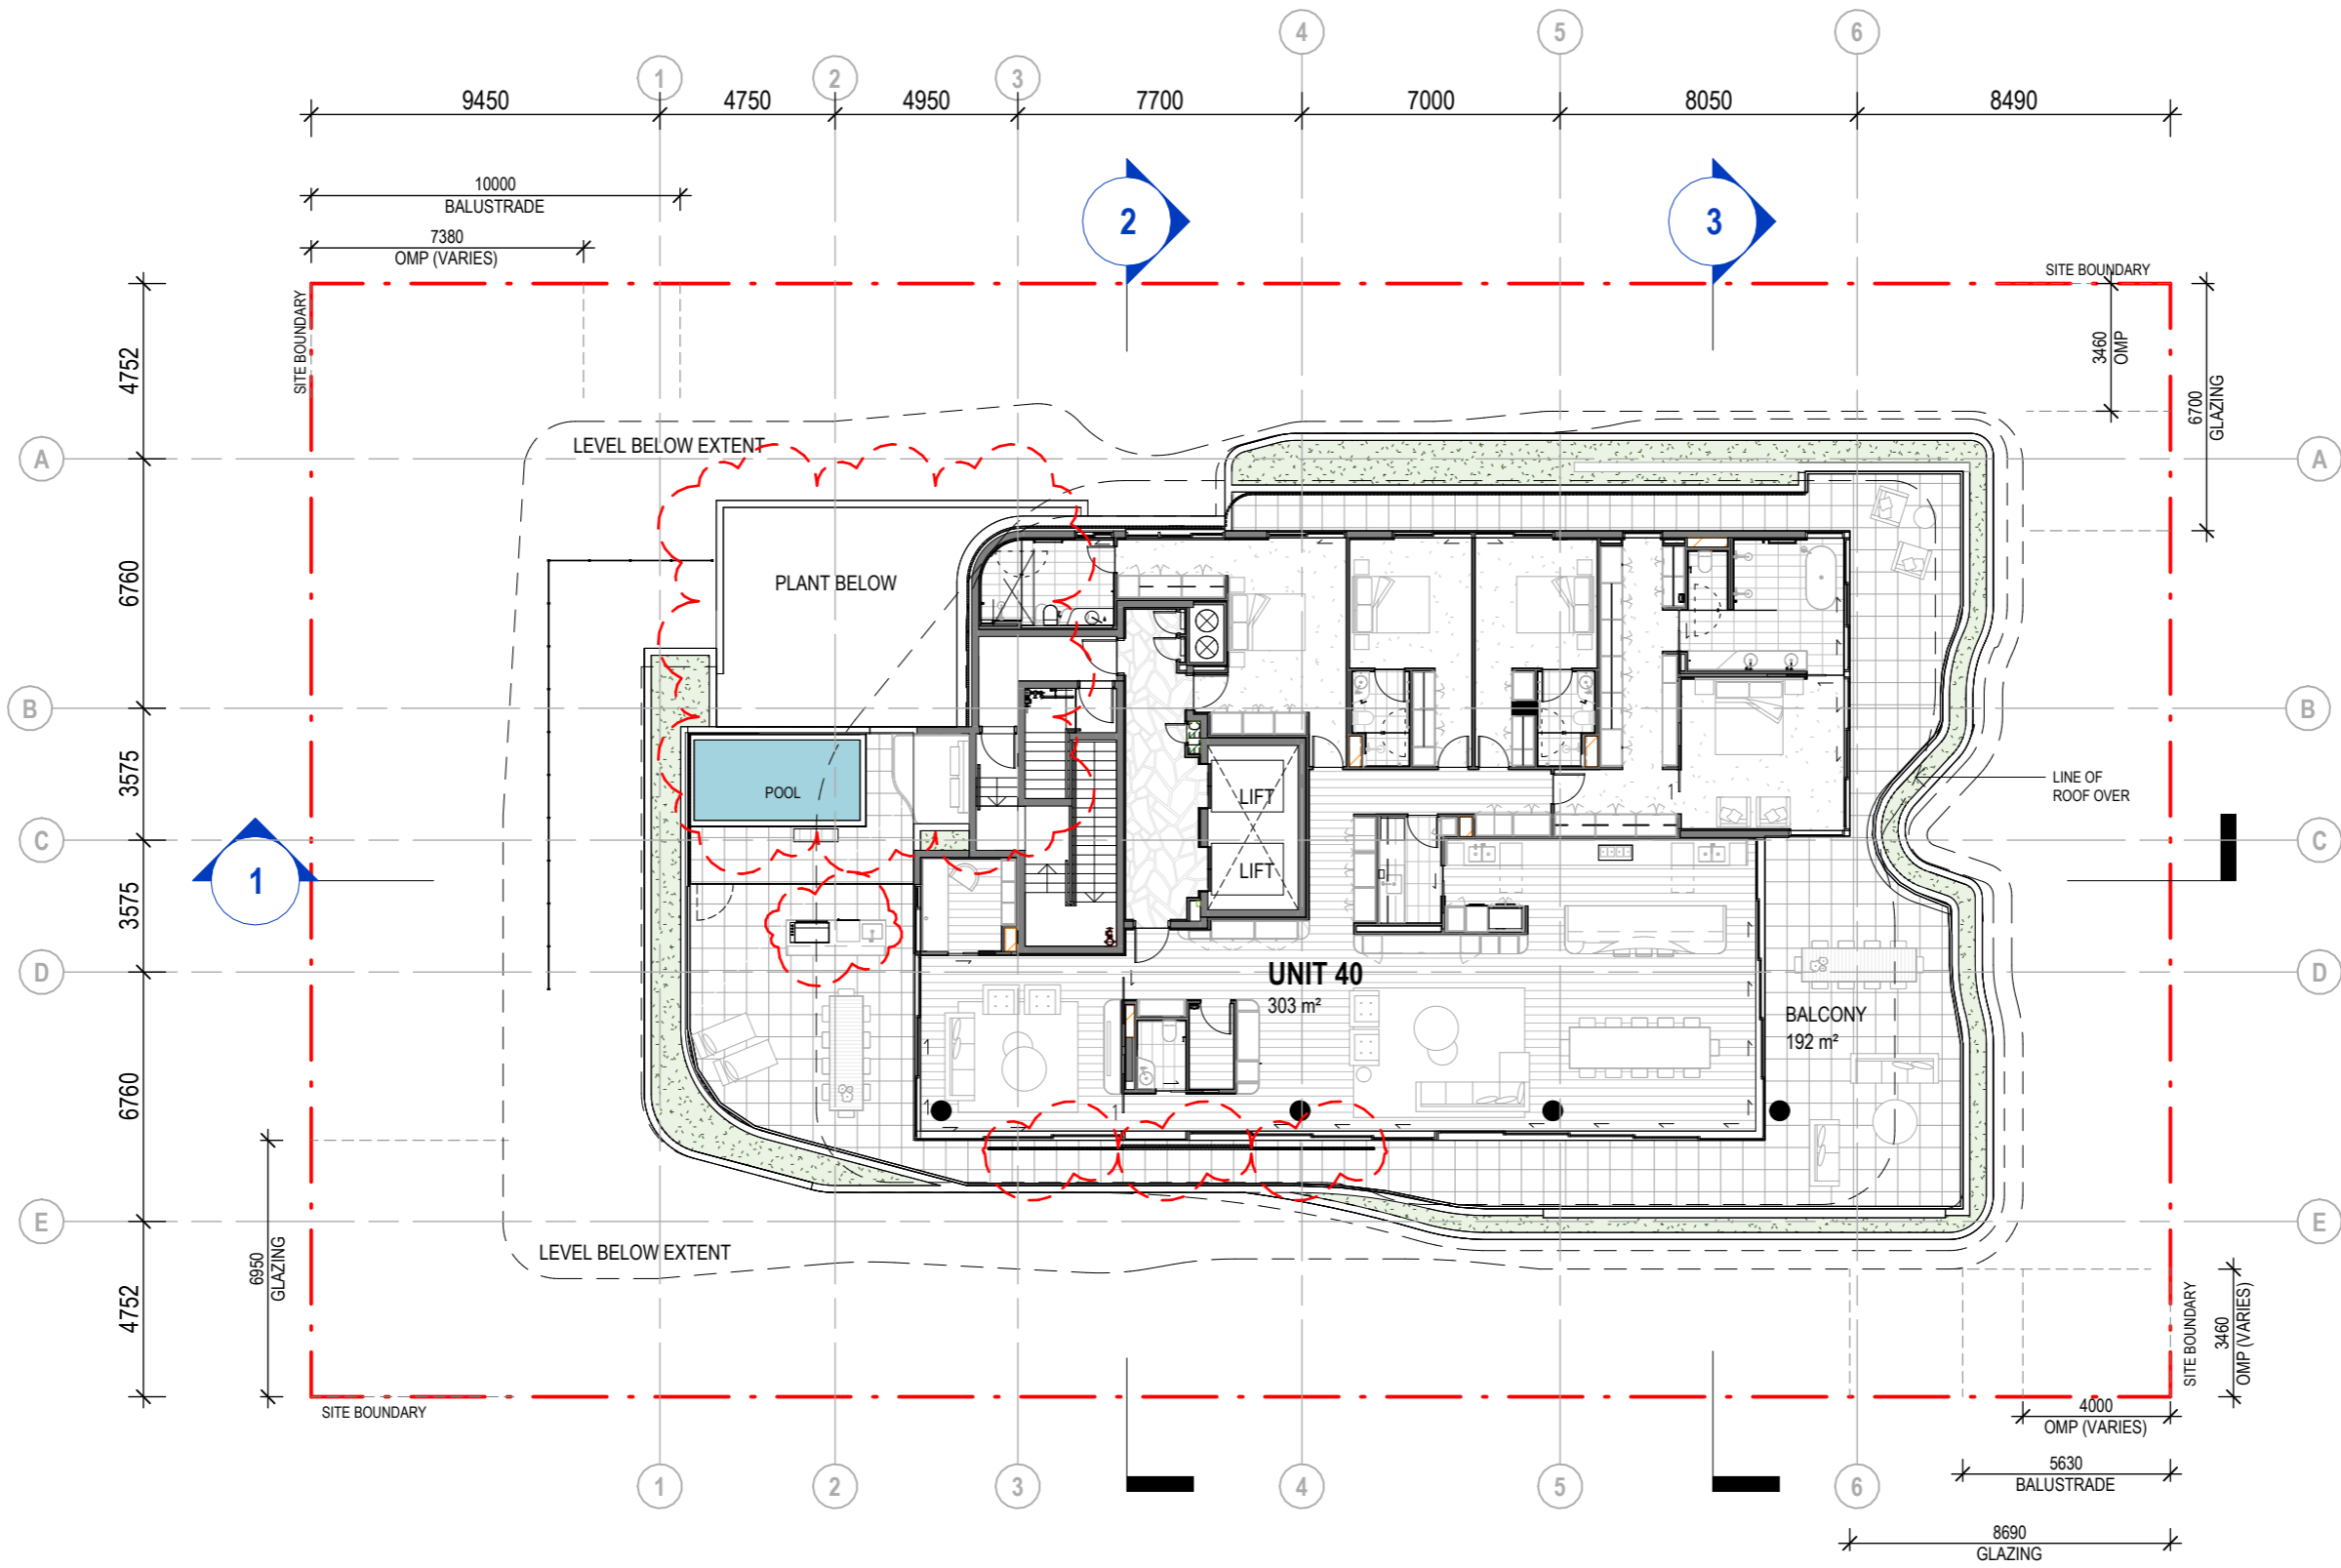 4 5 6
1 2 3
9450 4750 4950 7700 7000 8050 8490
10000
BALUSTRADE
7380
OMP (VARIES)
2
3
SITE BOUNDARY
SITE BOUNDARY
4752
3460
OMP
6700
GLAZING
LEVEL BELOW EXTENT
A
A
6760
PLANT BELOW
B
B
3575
POOL
LIFT
LINE OF
ROOF OVER
C
C
1
3575
LIFT
D
D
UNIT 40
303 m²
BALCONY
192 m²
6760
E
E
LEVEL BELOW EXTENT
6950
GLAZING
4752
SITE BOUNDARY
3460
OMP (VARIES)
SITE BOUNDARY
4000
OMP (VARIES)
1 2 3 4 5 6
5630
BALUSTRADE
8690
GLAZING